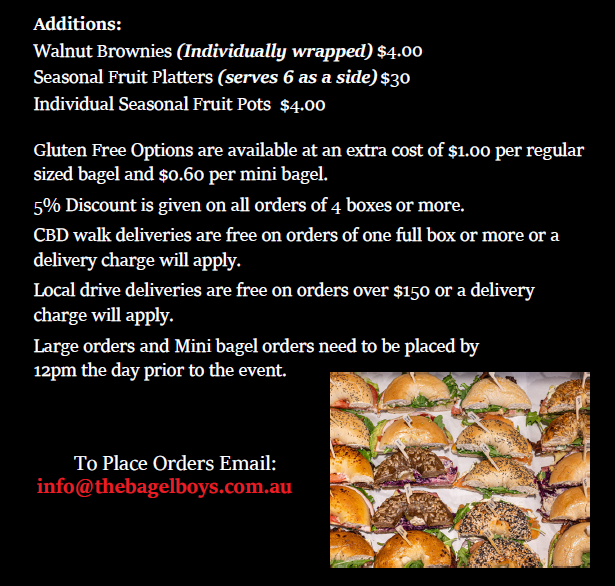 Additions:
Walnut Brownies (Individually wrapped) $4.00
Seasonal Fruit Platters (serves 6 as a side) $30
Individual Seasonal Fruit Pots $4.00
Gluten Free Options are available at an extra cost of $1.00 per regular
sized bagel and $0.60 per mini bagel.
5% Discount is given on all orders of 4 boxes or more.
CBD walk deliveries are free on orders of one full box or more or a
delivery charge will apply.
Local drive deliveries are free on orders over $150 or a delivery
charge will apply.
Large orders and Mini bagel orders need to be placed by
12pm the day prior to the event.
To Place Orders Email:
info@thebagelboys.com.au